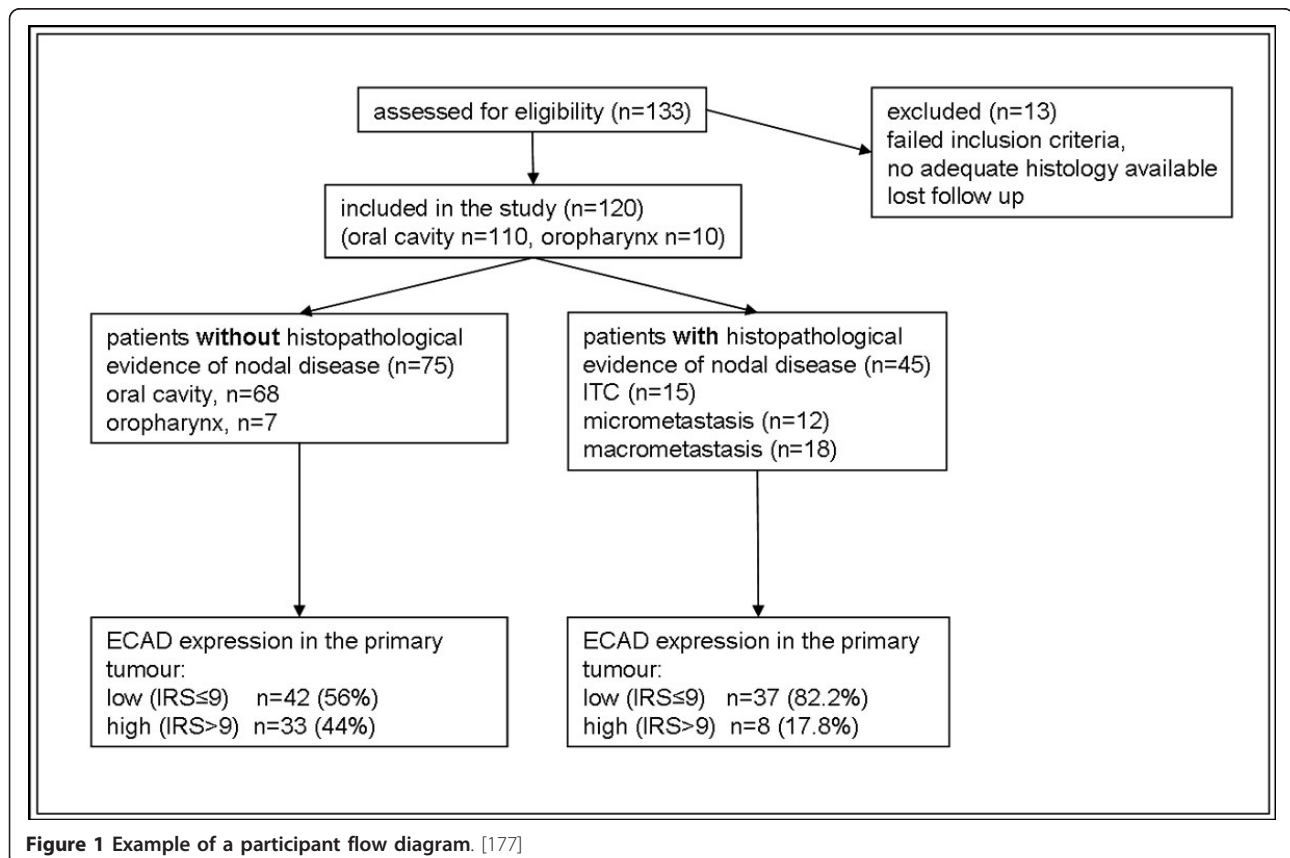 assessed for eligibility (n=133)
excluded (n=13)
failed inclusion criteria,
no adequate histology available
lost follow up
included in the study (n=120)
(oral cavity n=110, oropharynx n=10)
patients without histopathological
evidence of nodal disease (n=75)
oral cavity, n=68
oropharynx, n=7
patients with histopathological
evidence of nodal disease (n=45)
ITC (n=15)
micrometastasis (n=12)
macrometastasis (n=18)
ECAD expression in the primary
tumour:
low (IRS≤9) n=42 (56%)
high (IRS>9) n=33 (44%)
ECAD expression in the primary
tumour:
low (IRS≤9) n=37 (82.2%)
high (IRS>9) n=8 (17.8%)
Figure 1 Example of a participant flow diagram. [177]